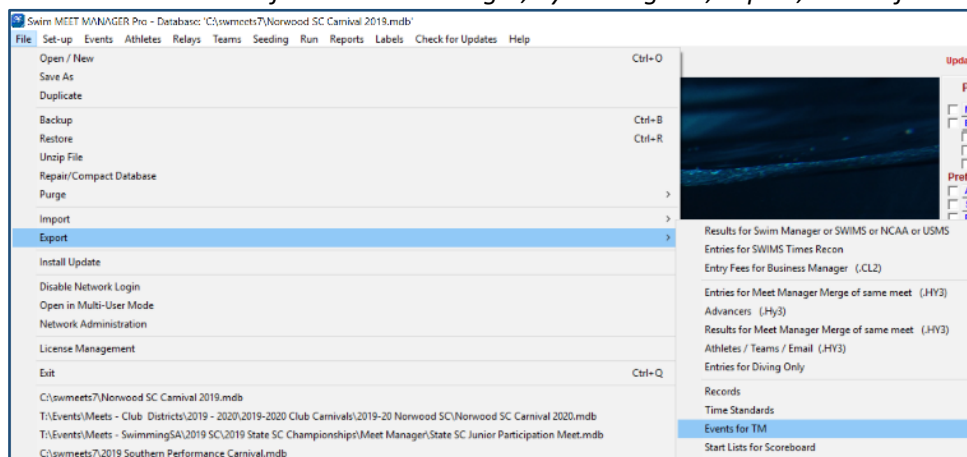 Swim MEET MANAGER Pro - Database: 'C:\swmeets7\Norwood SC Carnival 2019.mdb'
File Set-up Events Athletes Relays Teams Seeding Run Reports Labels Check for Updates Help
Open / New Ctrl+O
Save As
Duplicate
Backup Ctrl+B
Restore Ctrl+R
Unzip File
Repair/Compact Database
Purge >
Import >
Export >
Install Update
Disable Network Login
Open in Multi-User Mode
Network Administration
License Management
Exit Ctrl+Q
C:\swmeets7\Norwood SC Carnival 2019.mdb
T:\Events\Meets - Club Districts\2019 - 2020\2019-2020 Club Carnivals\2019-20 Norwood SC\Norwood SC Carnival 2020.mdb
T:\Events\Meets - SwimmingSA\2019 SC\2019 State SC Championships\Meet Manager\State SC Junior Participation Meet.mdb
C:\swmeets7\2019 Southern Performance Carnival.mdb
Results for Swim Manager or SWIMS or NCAA or USMS
Entries for SWIMS Times Recon
Entry Fees for Business Manager (.CL2)
Entries for Meet Manager Merge of same meet (.HY3)
Advancers (.Hy3)
Results for Meet Manager Merge of same meet (.HY3)
Athletes / Teams / Email (.HY3)
Entries for Diving Only
Records
Time Standards
Events for TM
Start Lists for Scoreboard